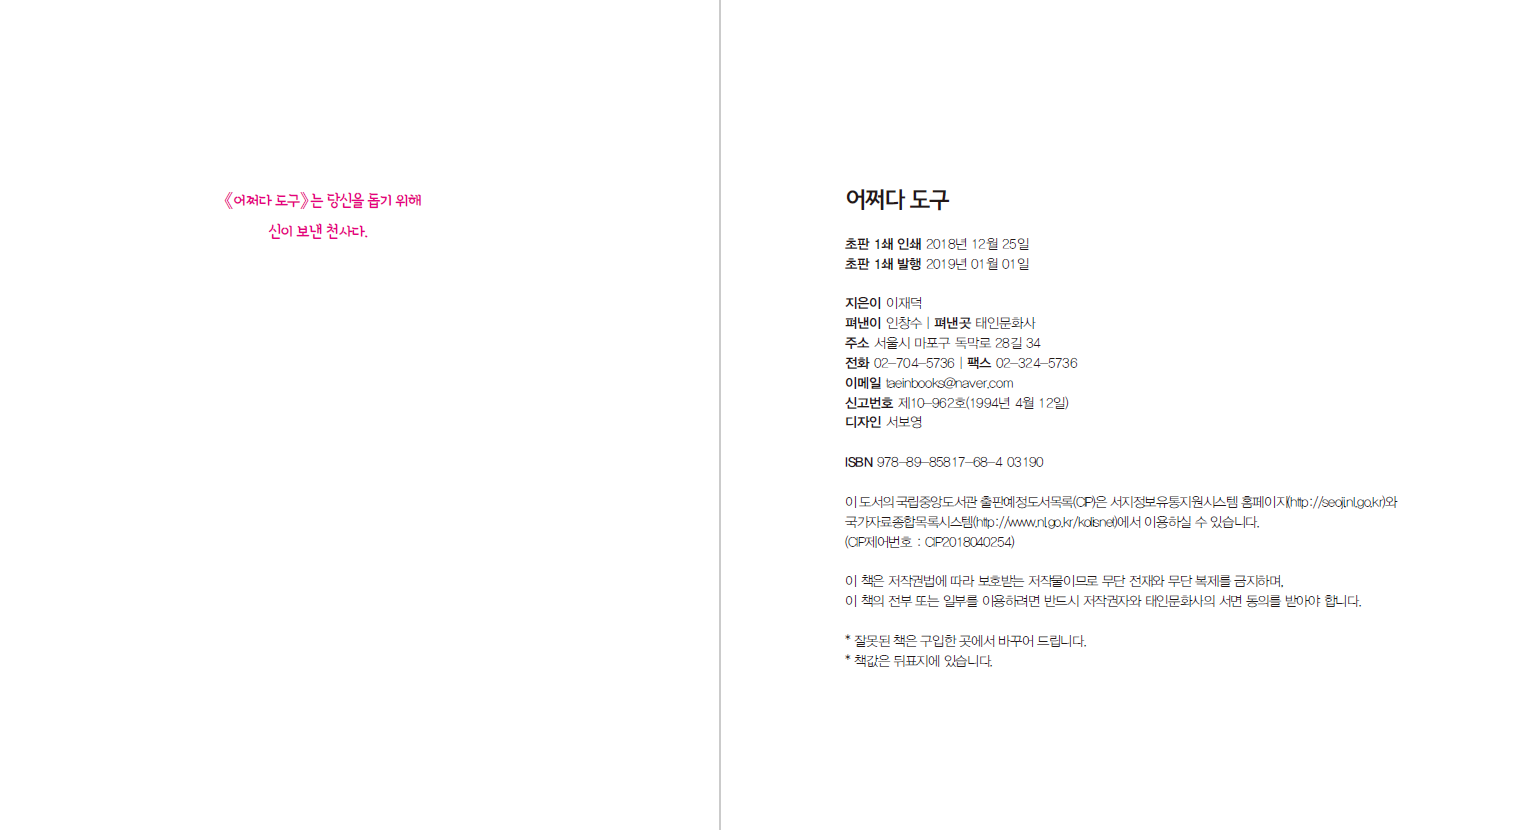 《어쩌다 도구》는 당신을 돕기 위해
신이 보낸 천사다.
어쩌다 도구
초판 1쇄 인쇄 2018년 12월 25일
초판 1쇄 발행 2019년 01월 01일
지은이 이재덕
펴낸이 인창수 | 펴낸곳 태인문화사
주소 서울시 마포구 독막로 28길 34
전화 02-704-5736 | 팩스 02-324-5736
이메일 taeinbooks@naver.com
신고번호 제10-962호(1994년 4월 12일)
디자인 서보영
ISBN 978-89-85817-68-4 03190
이 도서의 국립중앙도서관 출판예정도서목록(CIP)은 서지정보유통지원시스템 홈페이지(http://seoji.nl.go.kr)와
국가자료종합목록시스템(http://www.nl.go.kr/kolisnet)에서 이용하실 수 있습니다.
(CIP제어번호 : CIP2018040254)
이 책은 저작권법에 따라 보호받는 저작물이므로 무단 전재와 무단 복제를 금지하며,
이 책의 전부 또는 일부를 이용하려면 반드시 저작권자와 태인문화사의 서면 동의를 받아야 합니다.
* 잘못된 책은 구입한 곳에서 바꾸어 드립니다.
* 책값은 뒤표지에 있습니다.